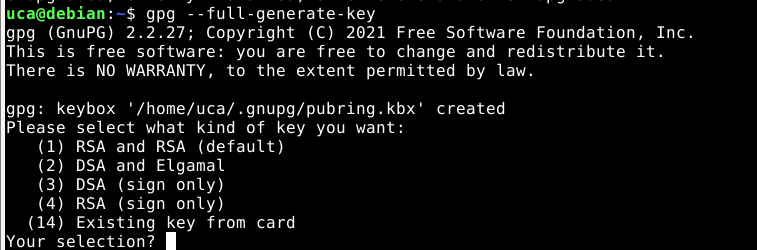 uca@debian:~$ gpg --full-generate-key
gpg (GnuPG) 2.2.27; Copyright (C) 2021 Free Software Foundation, Inc.
This is free software: you are free to change and redistribute it.
There is NO WARRANTY, to the extent permitted by law.

gpg: keybox '/home/uca/.gnupg/pubring.kbx' created
Please select what kind of key you want:
   (1) RSA and RSA (default)
   (2) DSA and Elgamal
   (3) DSA (sign only)
   (4) RSA (sign only)
  (14) Existing key from card
Your selection?